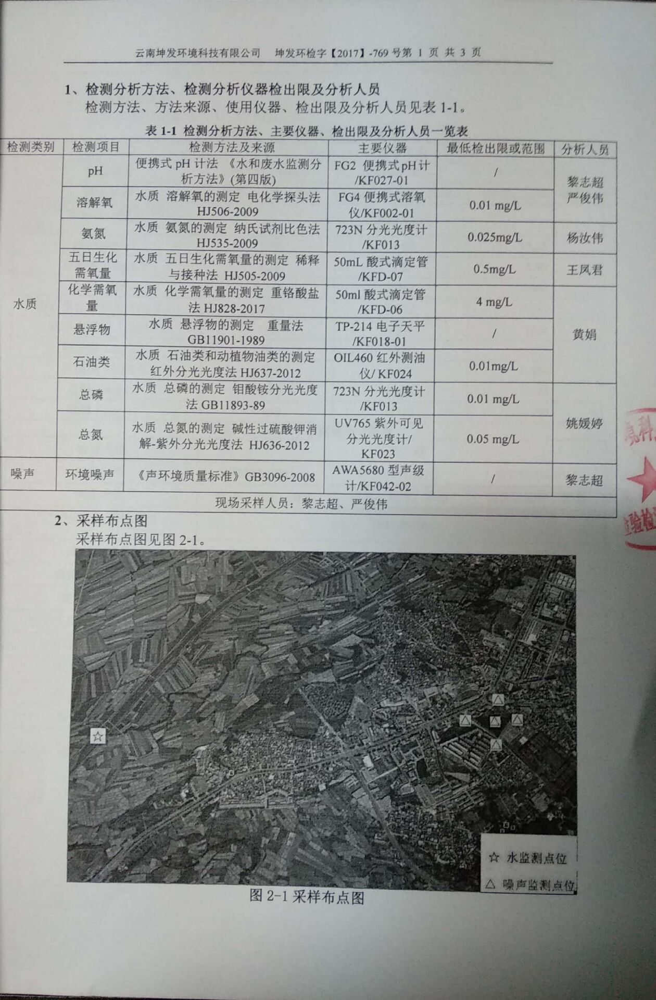 云南坤发环境科技有限公司 坤发环检字【2017】-769 号第 1 页 共 3 页
1、检测分析方法、检测分析仪器检出限及分析人员
检测方法、方法来源、使用仪器、检出限及分析人员见表 1-1。
表 1-1 检测分析方法、主要仪器、检出限及分析人员一览表
检测类别 检测项目 检测方法及来源 主要仪器 最低检出限或范围 分析人员
水质
pH
便携式 pH 计法 《水和废水监测分
析方法》(第四版)
FG2 便携式pH计
/KF027-01
/
黎志超
严俊伟
溶解氧
水质 溶解氧的测定 电化学探头法
HJ506-2009
FG4 便携式溶氧
仪/KF002-01
0.01 mg/L
氨氮
水质 氨氮的测定 纳氏试剂比色法
HJ535-2009
723N 分光光度计
/KF013
0.025mg/L
杨汝伟
五日生化
需氧量
水质 五日生化需氧量的测定 稀释
与接种法 HJ505-2009
50mL 酸式滴定管
/KFD-07
0.5mg/L
王凤君
化学需氧
量
水质 化学需氧量的测定 重铬酸盐
法 HJ828-2017
50ml 酸式滴定管
/KFD-06
4 mg/L
黄娟
悬浮物
水质 悬浮物的测定 重量法
GB11901-1989
TP-214 电子天平
/KF018-01
/
石油类
水质 石油类和动植物油类的测定
红外分光光度法 HJ637-2012
OIL460 红外测油
仪/ KF024
0.01mg/L
总磷
水质 总磷的测定 钼酸铵分光光度
法 GB11893-89
723N 分光光度计
/KF013
0.01 mg/L
姚媛婷
总氮
水质 总氮的测定 碱性过硫酸钾消
解-紫外分光光度法 HJ636-2012
UV765 紫外可见
分光光度计/
KF023
0.05 mg/L
噪声 环境噪声 《声环境质量标准》GB3096-2008
AWA5680 型声级
计/KF042-02
/
黎志超
现场采样人员：黎志超、严俊伟
2、采样布点图
采样布点图见图 2-1。
☆ 水监测点位
△ 噪声监测点位
图 2-1 采样布点图
境科
验检